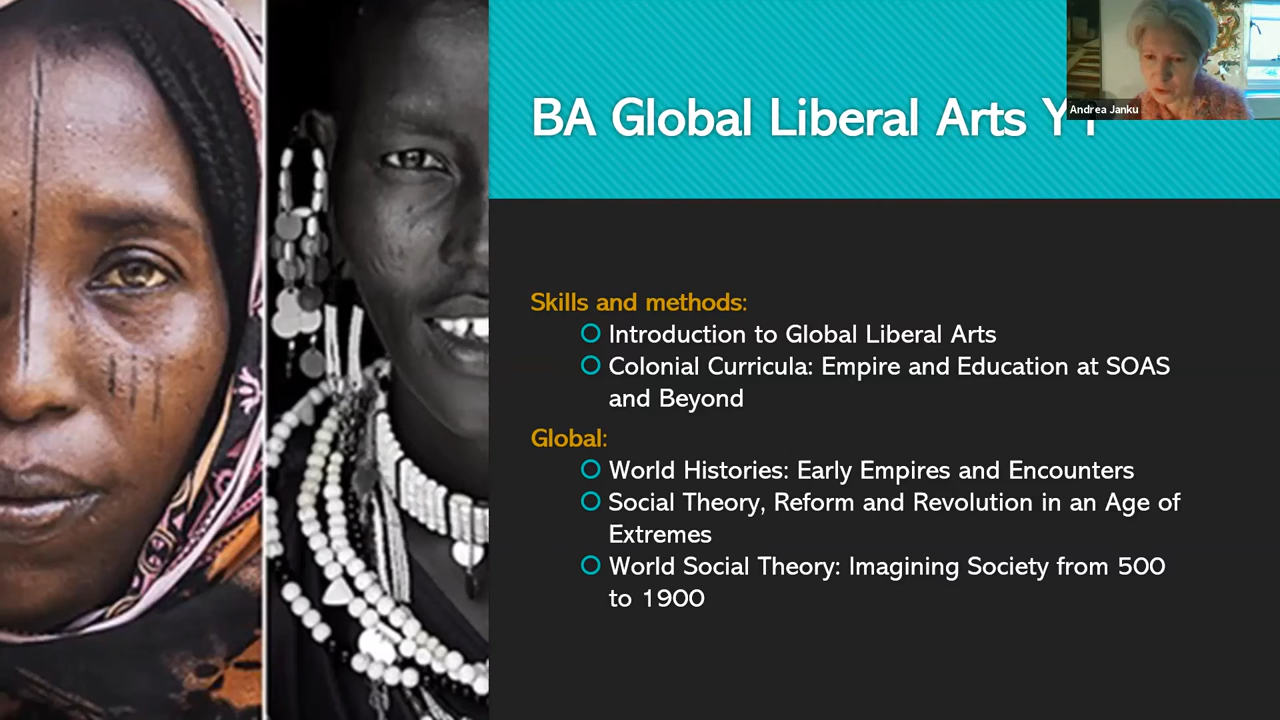 BA Global Liberal Arts
Andrea Janku
Skills and methods:
Introduction to Global Liberal Arts
Colonial Curricula: Empire and Education at SOAS
and Beyond
Global:
World Histories: Early Empires and Encounters
Social Theory, Reform and Revolution in an Age of
Extremes
World Social Theory: Imagining Society from 500
to 1900